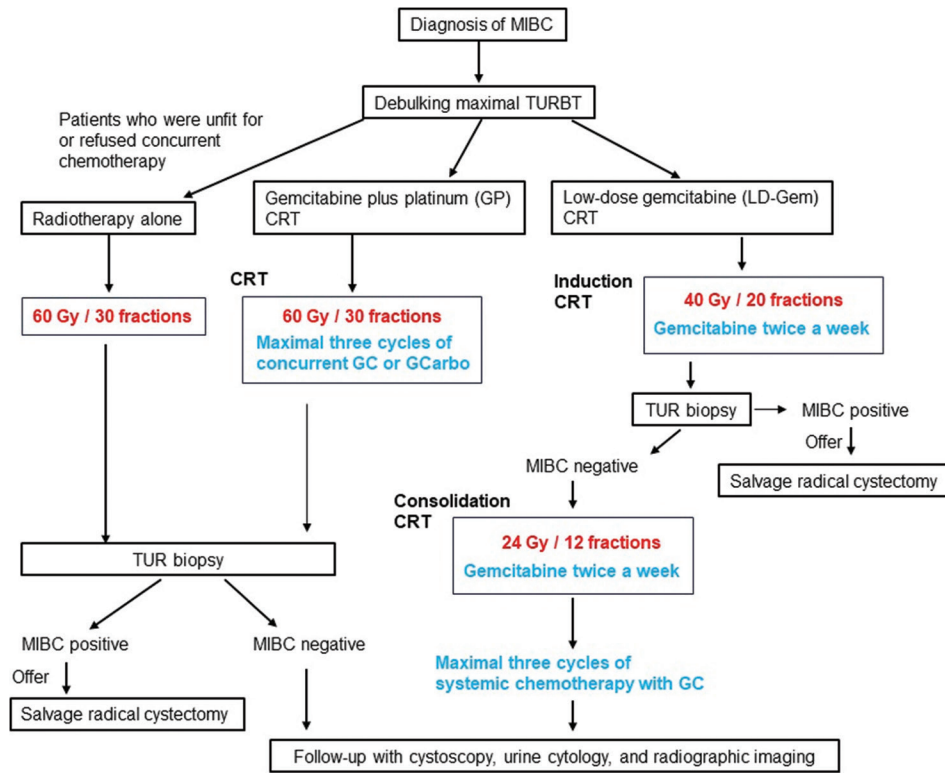 Diagnosis of MIBC
Debulking maximal TURBT
Patients who were unfit for
or refused concurrent
chemotherapy
Radiotherapy alone
Gemcitabine plus platinum (GP)
CRT
Low-dose gemcitabine (LD-Gem)
CRT
60 Gy / 30 fractions
CRT
60 Gy / 30 fractions
Maximal three cycles of
concurrent GC or GCarbo
Induction
CRT
40 Gy / 20 fractions
Gemcitabine twice a week
TUR biopsy
MIBC positive
Offer
Salvage radical cystectomy
MIBC negative
Consolidation
CRT
24 Gy / 12 fractions
Gemcitabine twice a week
TUR biopsy
MIBC positive
MIBC negative
Offer
Salvage radical cystectomy
Maximal three cycles of
systemic chemotherapy with GC
Follow-up with cystoscopy, urine cytology, and radiographic imaging